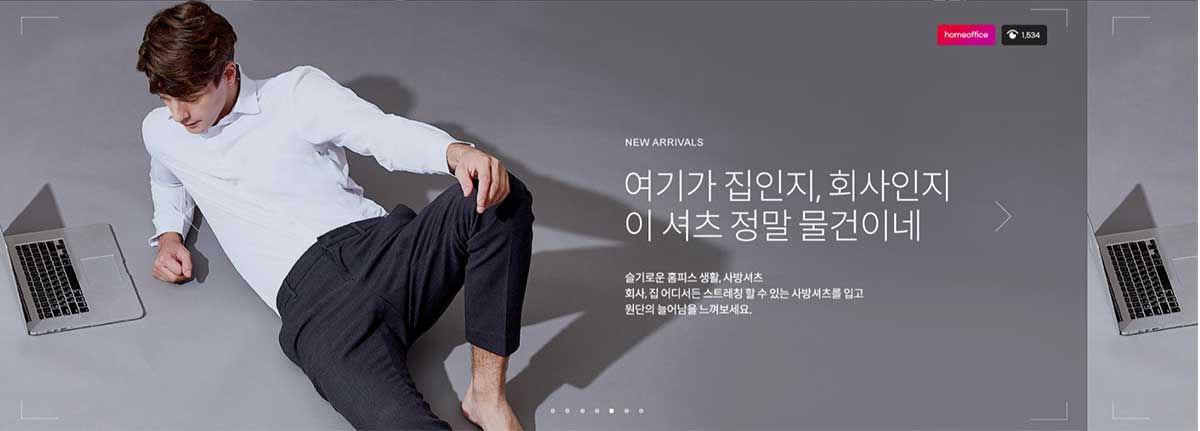 homeoffice 1,534
NEW ARRIVALS
여기가 집인지, 회사인지
이 셔츠 정말 물건이네
슬기로운 홈피스 생활, 사방셔츠
회사, 집 어디서든 스트레칭 할 수 있는 사방셔츠를 입고
원단의 늘어남을 느껴보세요.